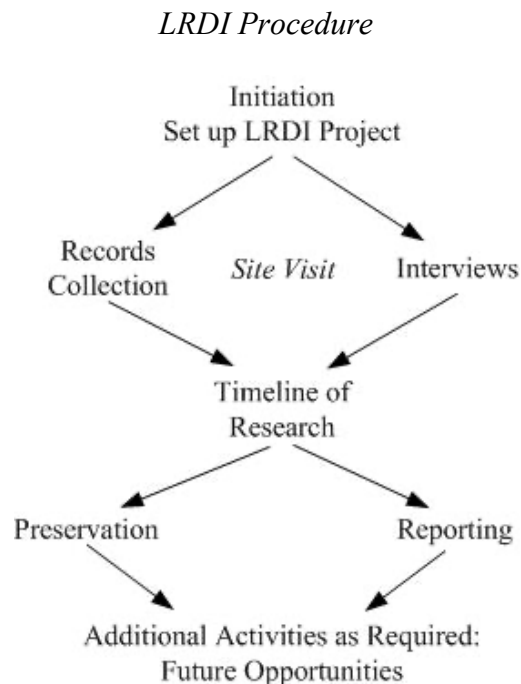 LRDI Procedure
Initiation
Set up LRDI Project
Records
Collection
Site Visit
Interviews
Timeline of
Research
Preservation
Reporting
Additional Activities as Required:
Future Opportunities